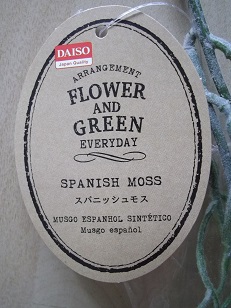 DAISO
Japan Quality
ARRANGEMENT
FLOWER
AND
GREEN
EVERYDAY
SPANISH MOSS
スパニッシュモス
MUSGO ESPANHOL SINTÉTICO
Musgo español